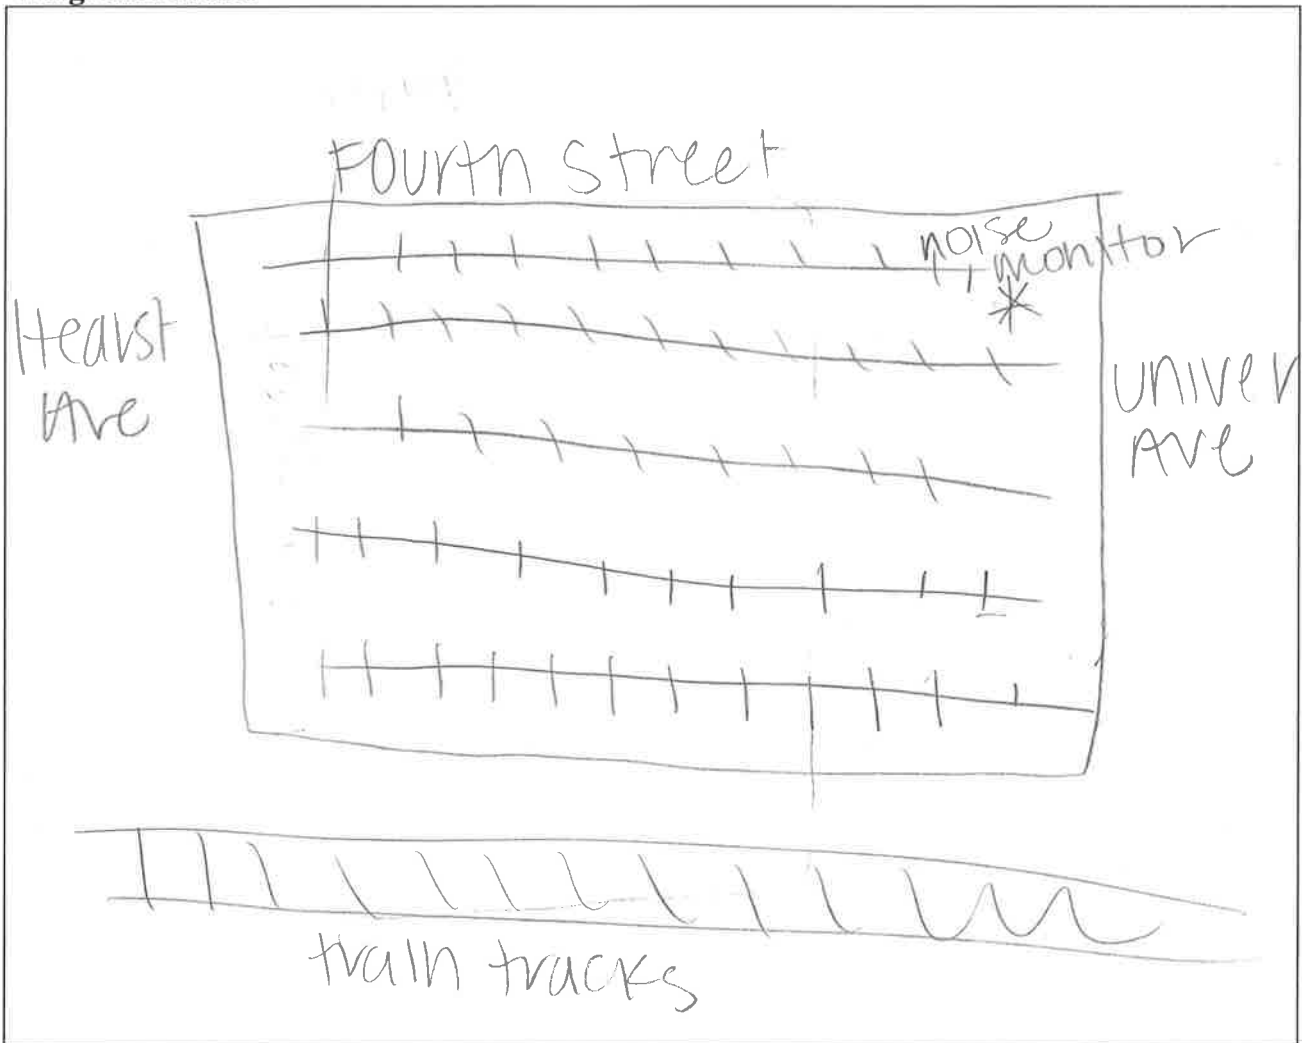 Fourth Street
noise
monitor
*
Hearst
Ave
Univer
Ave
train tracks